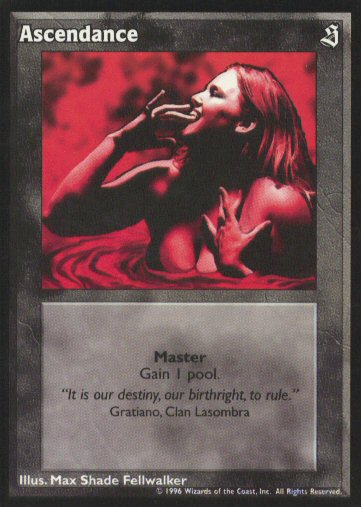 Ascendance
Master
Gain 1 pool.
“It is our destiny, our birthright, to rule.”
Gratiano, Clan Lasombra
Illus. Max Shade Fellwalker
© 1996 Wizards of the Coast, Inc. All Rights Reserved.